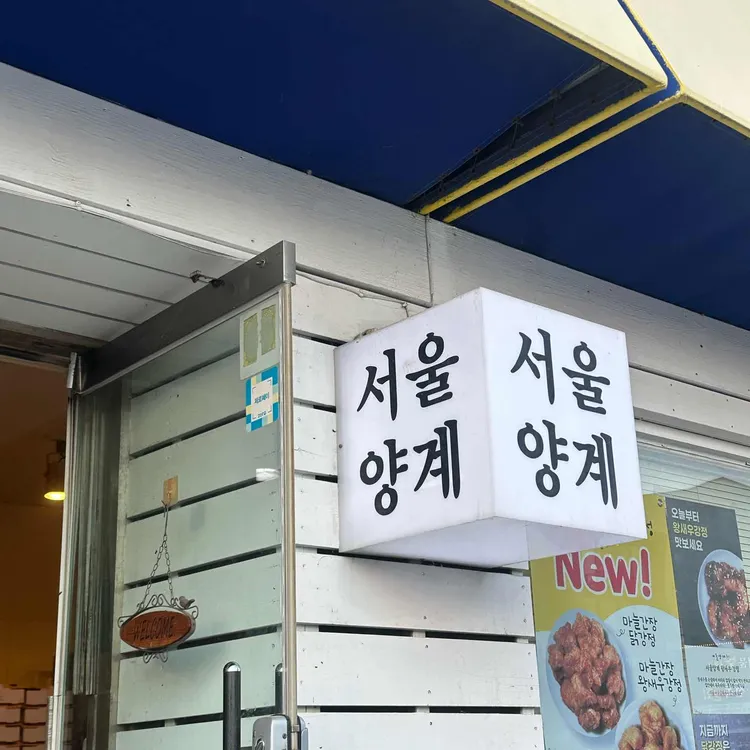 서울
양계
서울
양계
WELCOME
New!
마늘간장
닭강정
마늘간장
왕새우강정
오늘부터
왕새우강정
맛보세요
지금까지
닭강정은